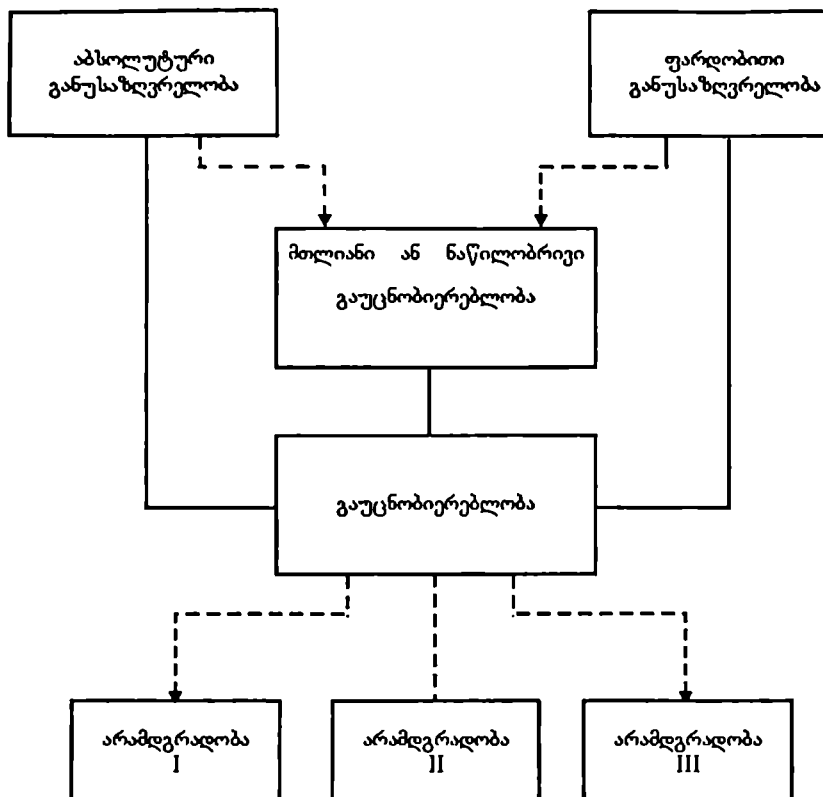 აბსოლუტური
განუსაზღვრელობა
ფარდობითი
განუსაზღვრელობა
მთლიანი ან ნაწილობრივი
გაუცნობიერებლობა
გაუცნობიერებლობა
არამდგრადობა
I
არამდგრადობა
II
არამდგრადობა
III